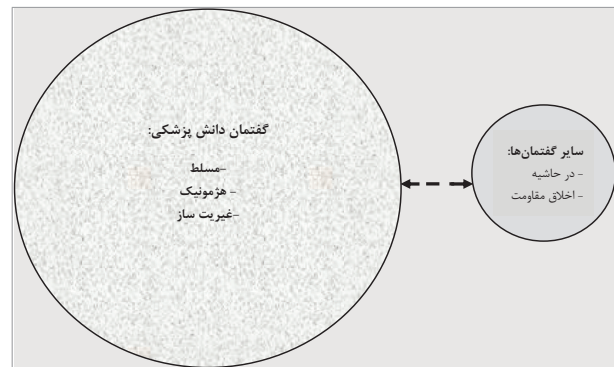 گفتمان دانش پزشکی:
-مسلط
- هژمونیک
-غیریت ساز
سایر گفتمان‌ها:
- در حاشیه
- اخلاق مقاومت